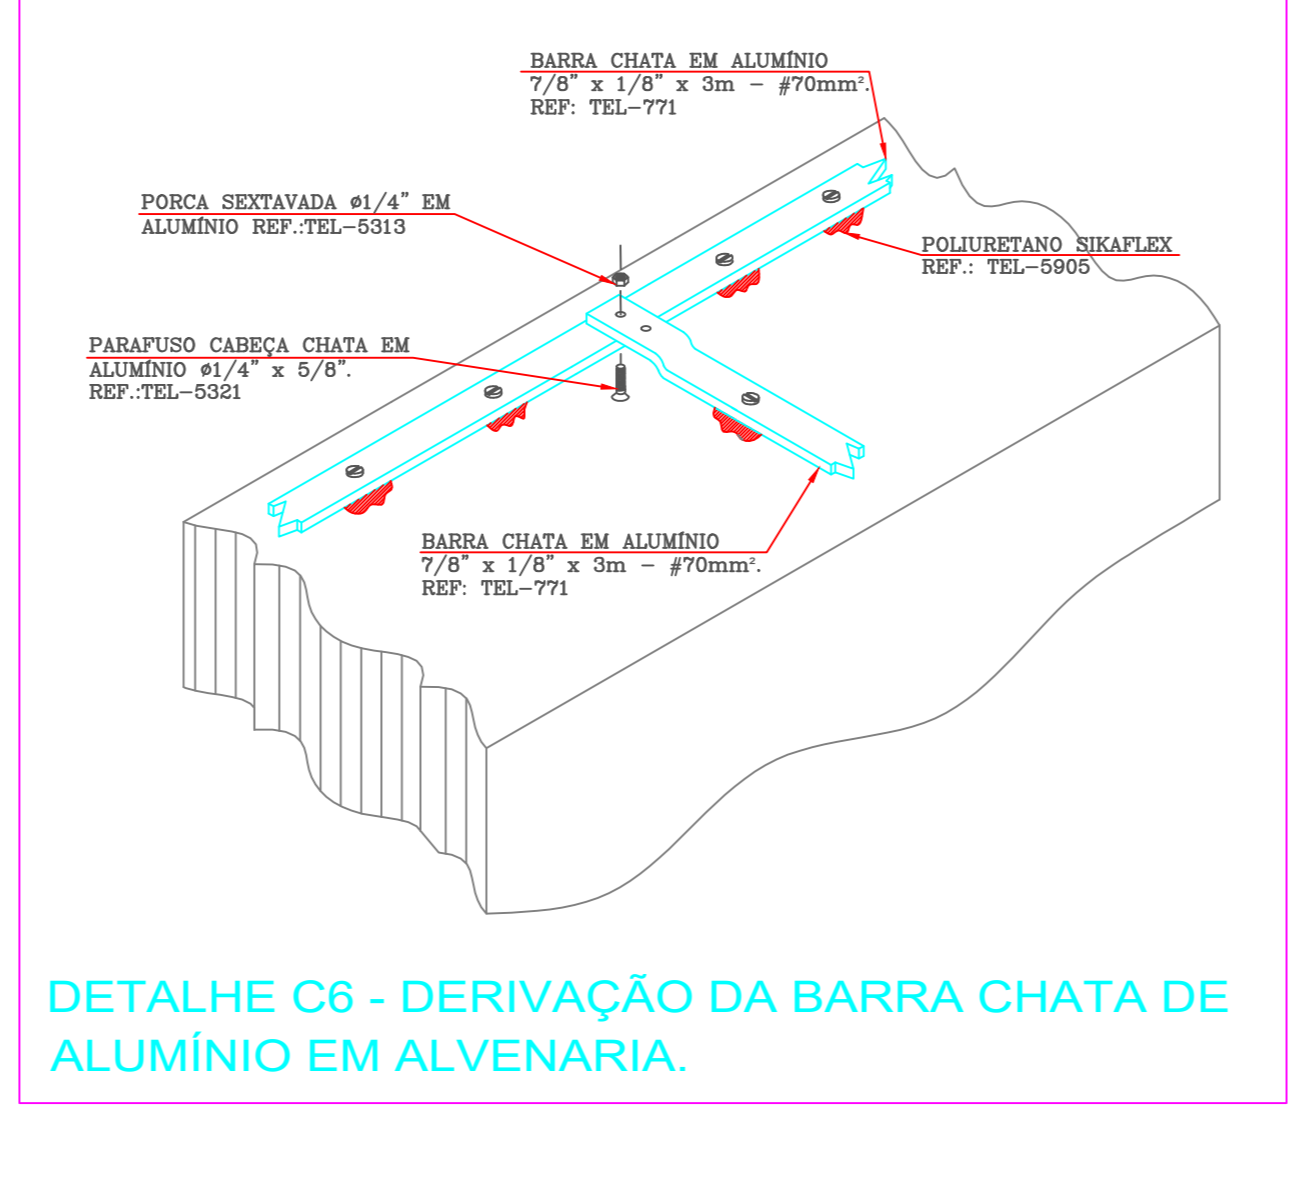 BARRA CHATA EM ALUMÍNIO
7/8" x 1/8" x 3m - #70mm².
REF: TEL-771
PORCA SEXTAVADA ø1/4" EM
ALUMÍNIO REF.:TEL-5313
POLIURETANO SIKAFLEX
REF.: TEL-5905
PARAFUSO CABEÇA CHATA EM
ALUMÍNIO ø1/4" x 5/8".
REF.:TEL-5321
BARRA CHATA EM ALUMÍNIO
7/8" x 1/8" x 3m - #70mm².
REF: TEL-771
DETALHE C6 - DERIVAÇÃO DA BARRA CHATA DE
ALUMÍNIO EM ALVENARIA.